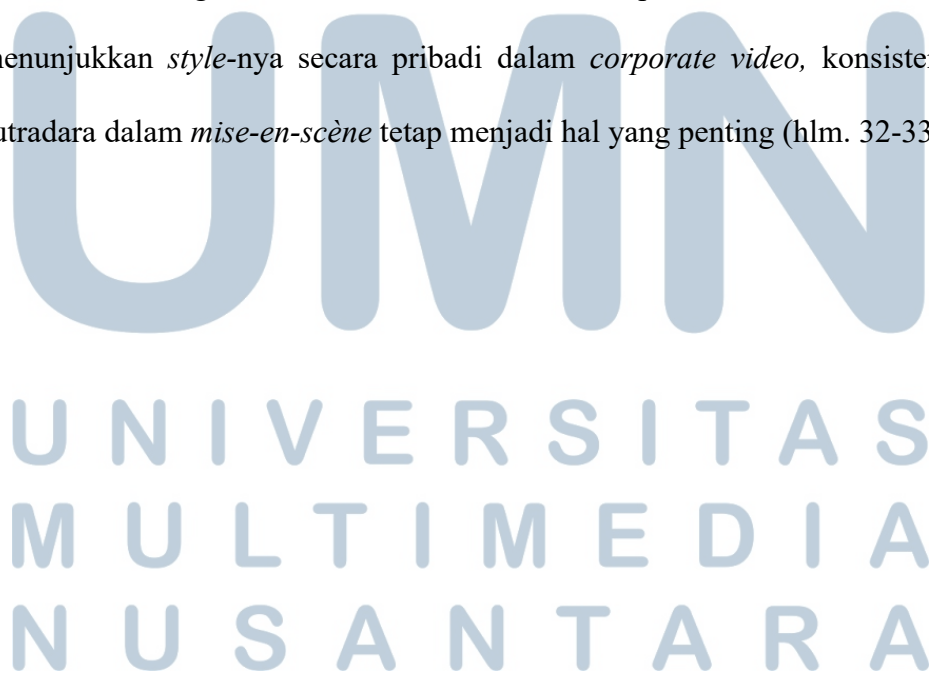 menunjukkan style-nya secara pribadi dalam corporate video, konsisten
sutradara dalam mise-en-scène tetap menjadi hal yang penting (hlm. 32-33
UMN
UNIVERSITAS
MULTIMEDIA
NUSANTARA